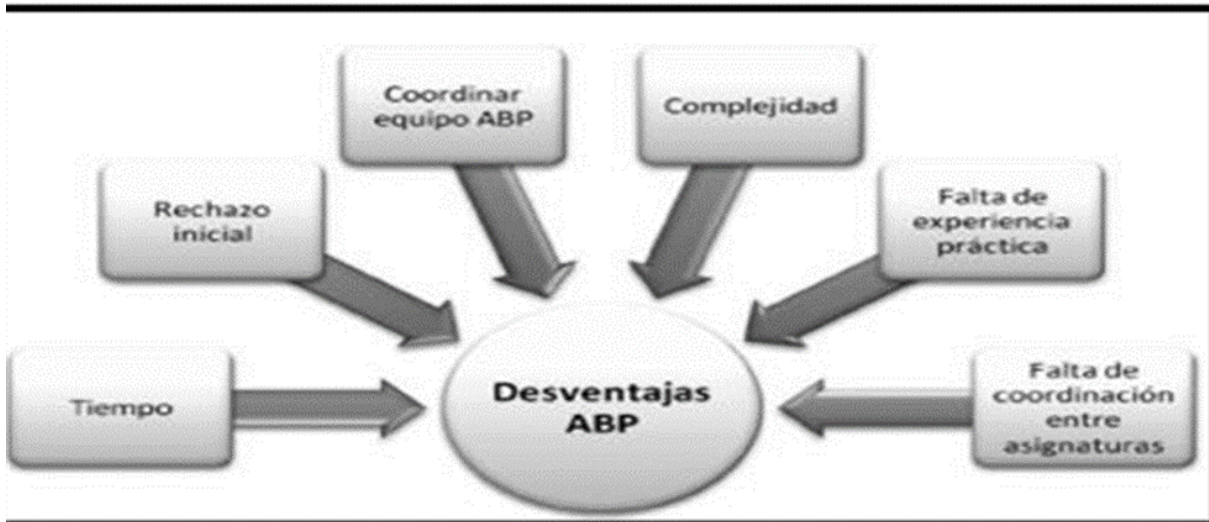 Coordinar
equipo ABP
Complejidad
Rechazo
inicial
Falta de
experiencia
práctica
Tiempo
Desventajas
ABP
Falta de
coordinación
entre
asignaturas